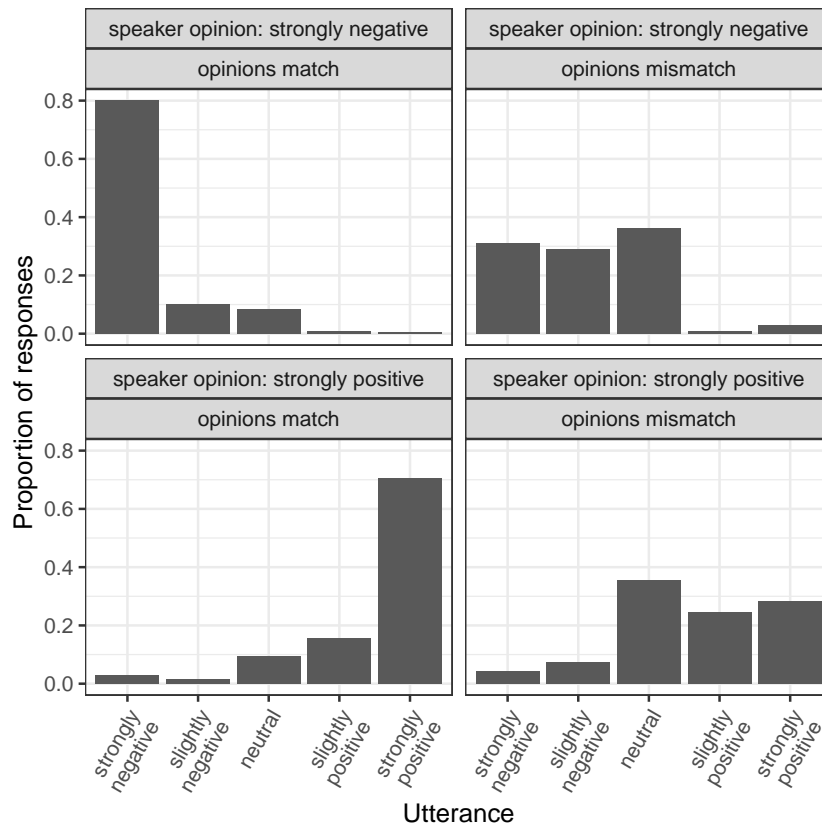 speaker opinion: strongly negative
opinions match
speaker opinion: strongly negative
opinions mismatch
0.8
0.6
0.4
0.2
0.0
speaker opinion: strongly positive
opinions match
speaker opinion: strongly positive
opinions mismatch
0.8
0.6
0.4
0.2
0.0
Proportion of responses
strongly
negative
slightly
negative
neutral
slightly
positive
strongly
positive
strongly
negative
slightly
negative
neutral
slightly
positive
strongly
positive
Utterance